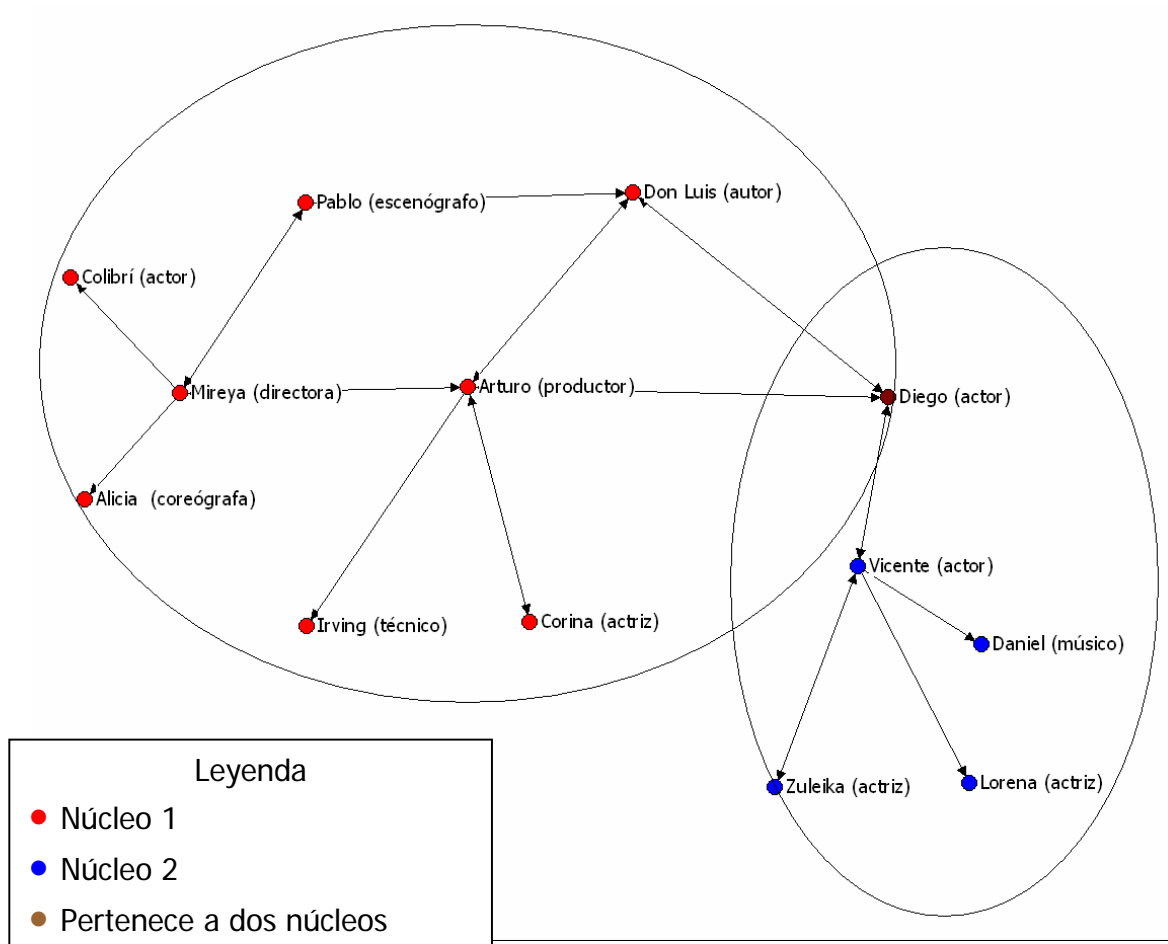 Don Luis (autor)
Pablo (escenógrafo)
Colibrí (actor)
Mireya (directora)
Arturo (productor)
Diego (actor)
Alicia (coreógrafa)
Vicente (actor)
Irving (técnico)
Corina (actriz)
Daniel (músico)
Zuleika (actriz)
Lorena (actriz)
Leyenda
Núcleo 1
Núcleo 2
Pertenece a dos núcleos